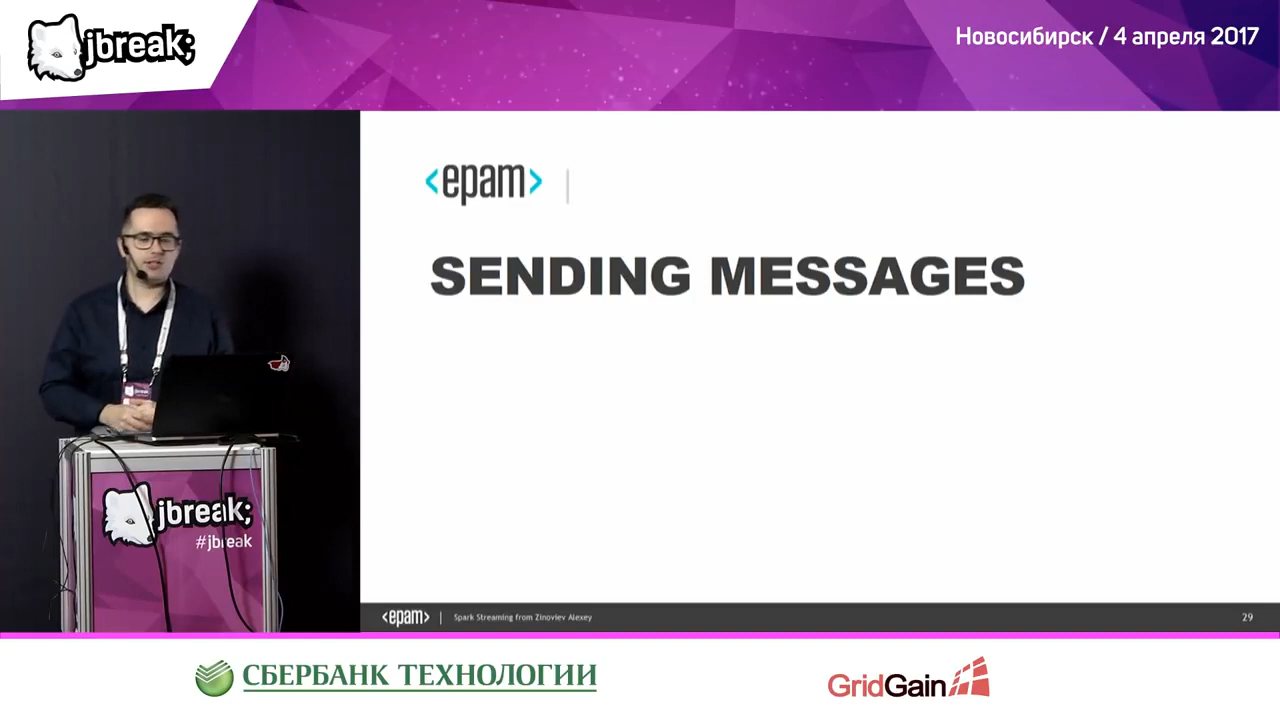 jbreak;
Новосибирск / 4 апреля 2017
<epam>
SENDING MESSAGES
jbreak;
#jbreak
<epam> | Spark Streaming from Zinoviev Alexey
29
СБЕРБАНК ТЕХНОЛОГИИ
GridGain